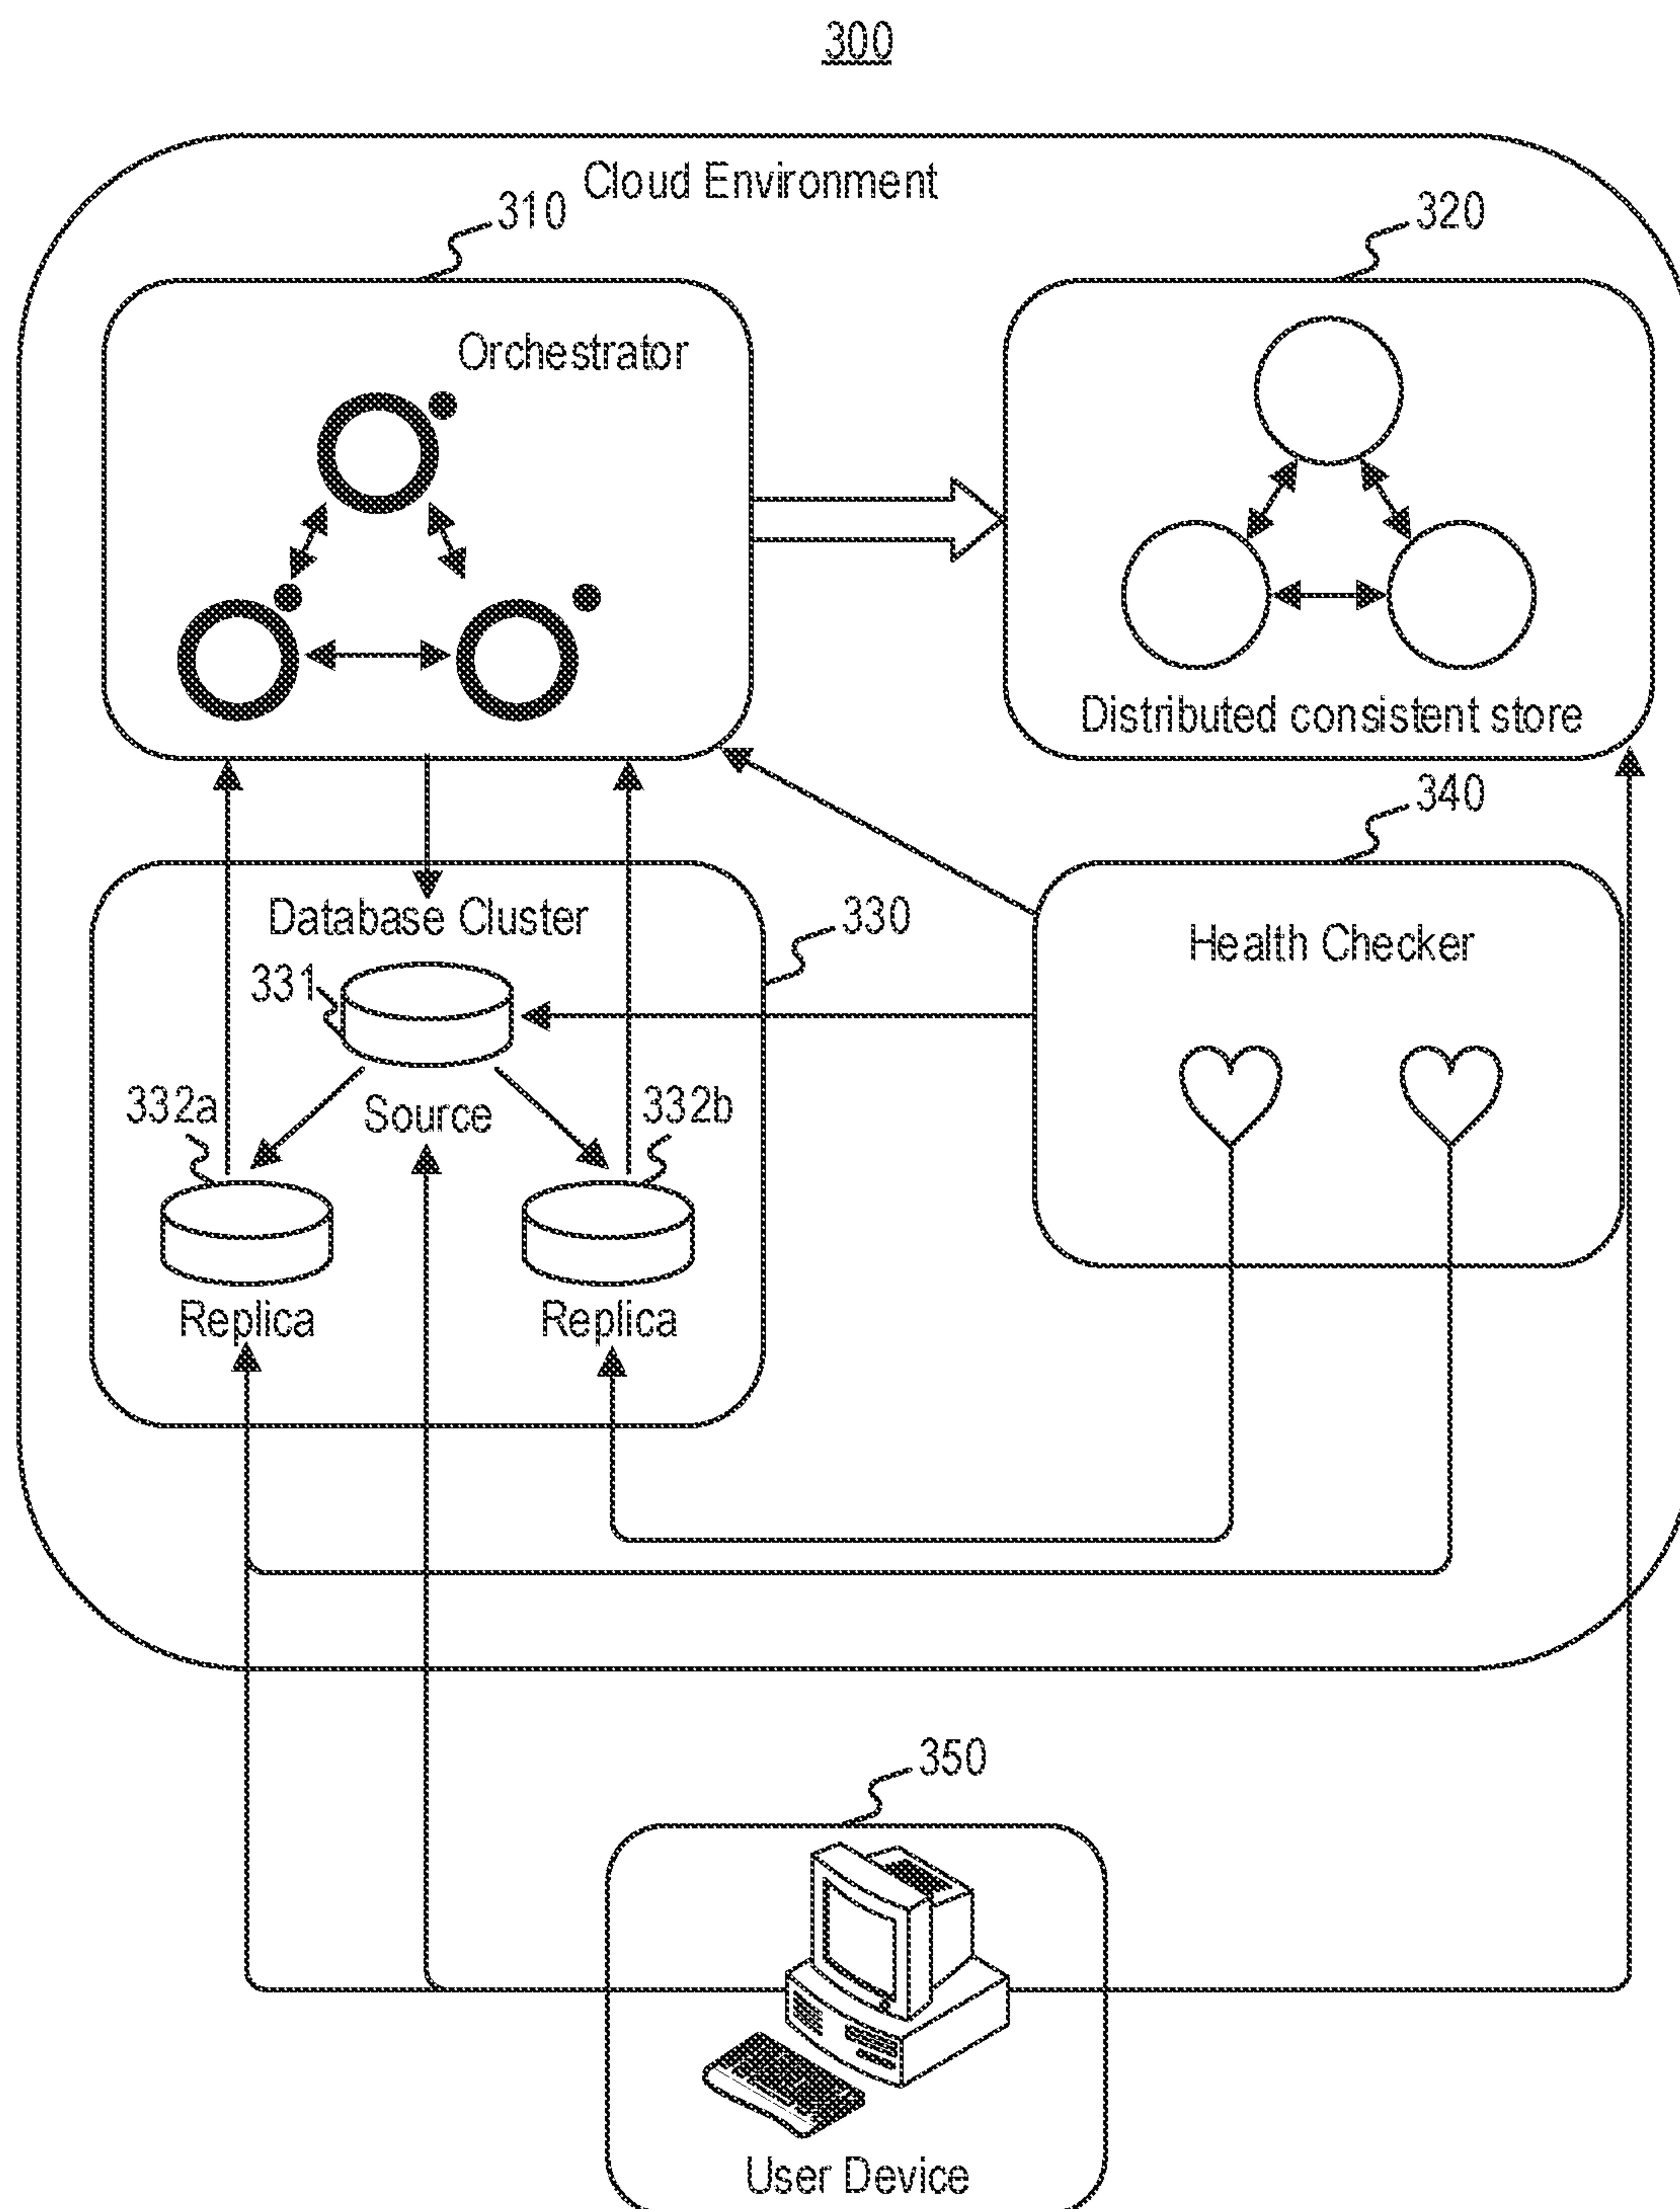 300
Cloud Environment
310
320
Orchestrator
Distributed consistent store
340
Database Cluster
330
Health Checker
331
332a
Source
332b
Replica
Replica
350
User Device